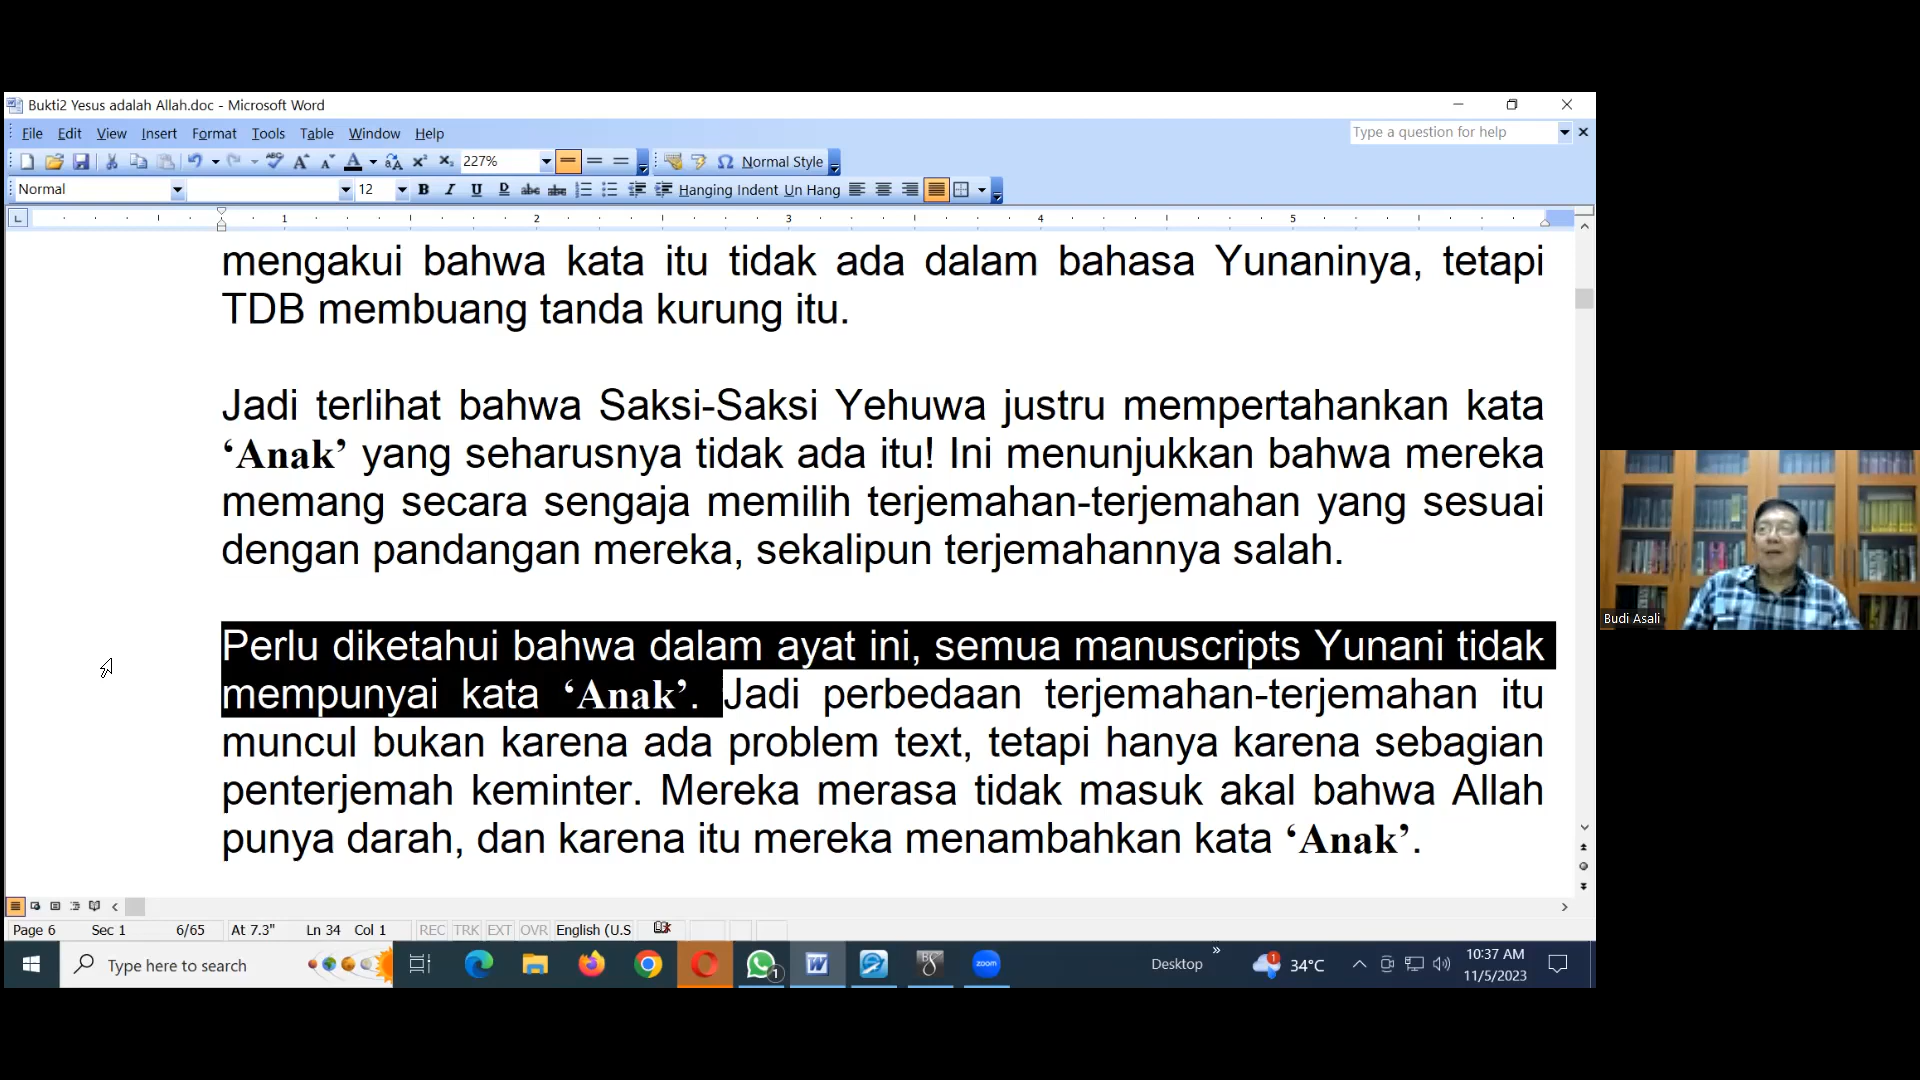 Bukti2 Yesus adalah Allah.doc - Microsoft Word
File Edit View Insert Format Tools Table Window Help
Type a question for help
227%
Normal Style
Normal
12
Hanging Indent Un Hang
1 2 3 4 5
mengakui bahwa kata itu tidak ada dalam bahasa Yunaninya, tetapi
TDB membuang tanda kurung itu.
Jadi terlihat bahwa Saksi-Saksi Yehuwa justru mempertahankan kata
‘Anak’ yang seharusnya tidak ada itu! Ini menunjukkan bahwa mereka
memang secara sengaja memilih terjemahan-terjemahan yang sesuai
dengan pandangan mereka, sekalipun terjemahannya salah.
Perlu diketahui bahwa dalam ayat ini, semua manuscripts Yunani tidak
mempunyai kata ‘Anak’. Jadi perbedaan terjemahan-terjemahan itu
muncul bukan karena ada problem text, tetapi hanya karena sebagian
penterjemah keminter. Mereka merasa tidak masuk akal bahwa Allah
punya darah, dan karena itu mereka menambahkan kata ‘Anak’.
Budi Asali
Page 6 Sec 1 6/65 At 7.3" Ln 34 Col 1 REC TRK EXT OVR English (U.S
Type here to search
zoom
Desktop
34°C
10:37 AM
11/5/2023